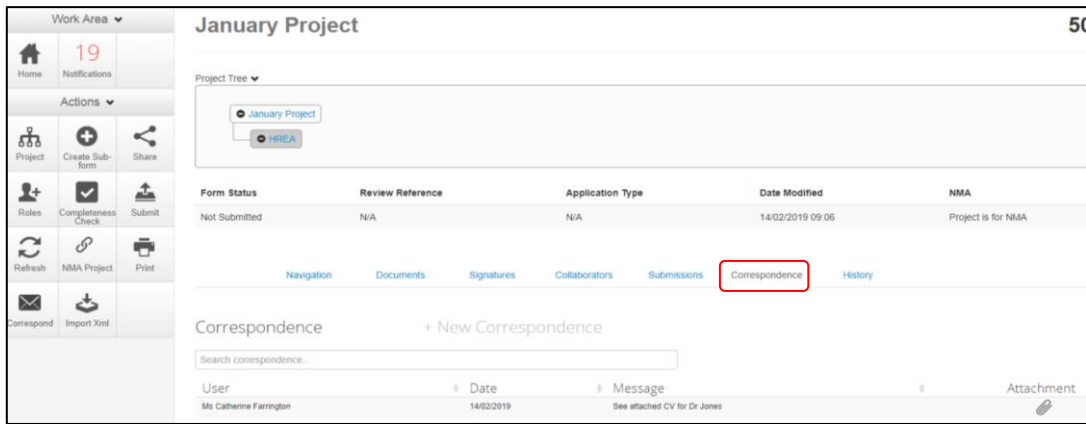 Work Area
January Project
50
19
Home
Notifications
Project Tree
Actions
January Project
HREA
Project
Create Sub-form
Share
Form Status Review Reference Application Type Date Modified NMA
Roles
Completeness Check
Submit
Not Submitted N/A N/A 14/02/2019 09:06 Project is for NMA
Refresh
NMA Project
Print
Navigation Documents Signatures Collaborators Submissions Correspondence History
Correspond
Import Xml
Correspondence + New Correspondence
Search correspondence...
User Date Message Attachment
Ms Catherine Farrington 14/02/2019 See attached CV for Dr Jones